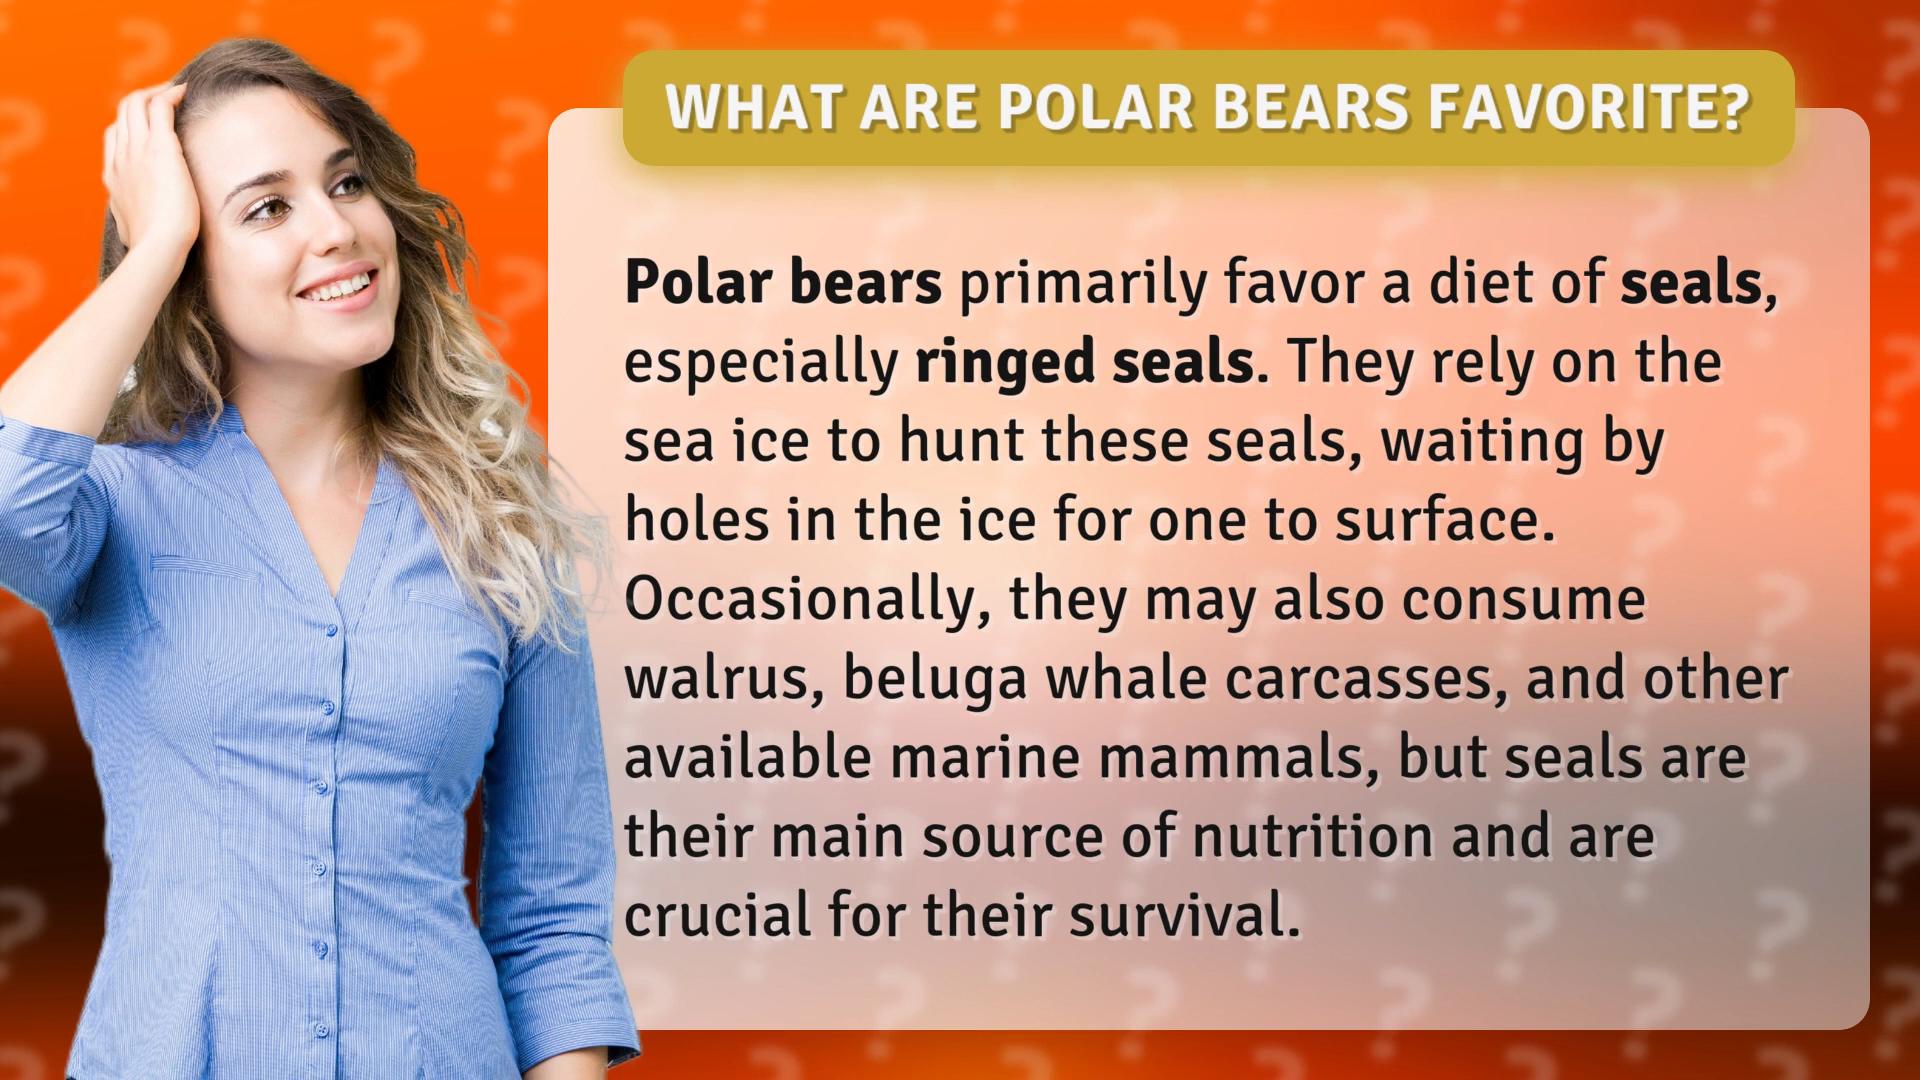 WHAT ARE POLAR BEARS FAVORITE?
Polar bears primarily favor a diet of seals,
especially ringed seals. They rely on the
sea ice to hunt these seals, waiting by
holes in the ice for one to surface.
Occasionally, they may also consume
walrus, beluga whale carcasses, and other
available marine mammals, but seals are
their main source of nutrition and are
crucial for their survival.